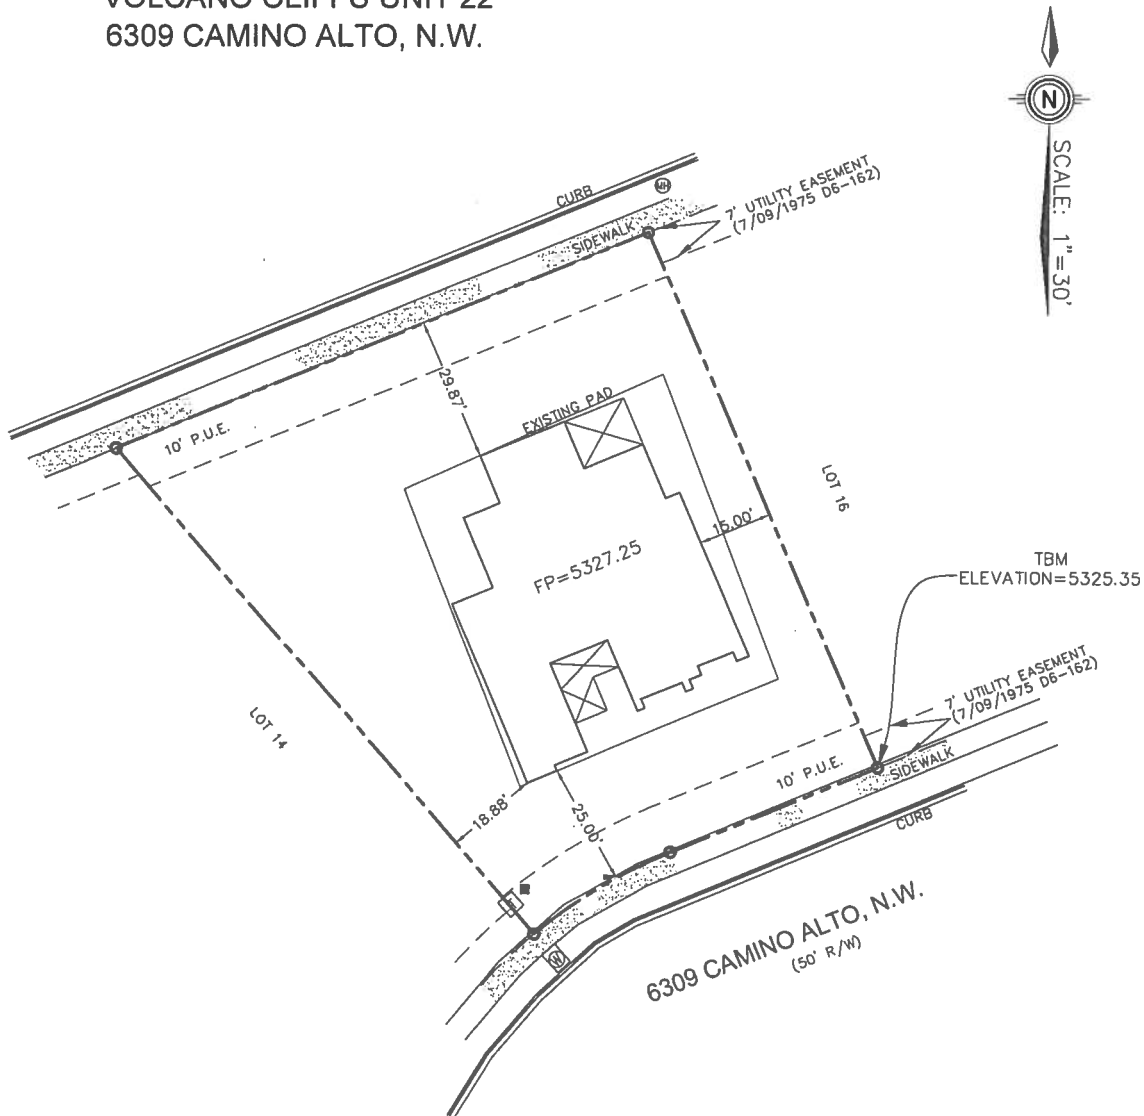 VOLCANO CLIFFS UNIT 22
6309 CAMINO ALTO, N.W.
N
SCALE: 1"=30'
CURB
MH
7' UTILITY EASEMENT
(7/09/1975 D6-162)
SIDEWALK
29.87'
10' P.U.E.
EXISTING PAD
LOT 16
15.00'
FP=5327.25
TBM
ELEVATION=5325.35
7' UTILITY EASEMENT
(7/09/1975 D6-162)
LOT 14
10' P.U.E.
SIDEWALK
18.88'
25.00'
CURB
W
6309 CAMINO ALTO, N.W.
(50' R/W)